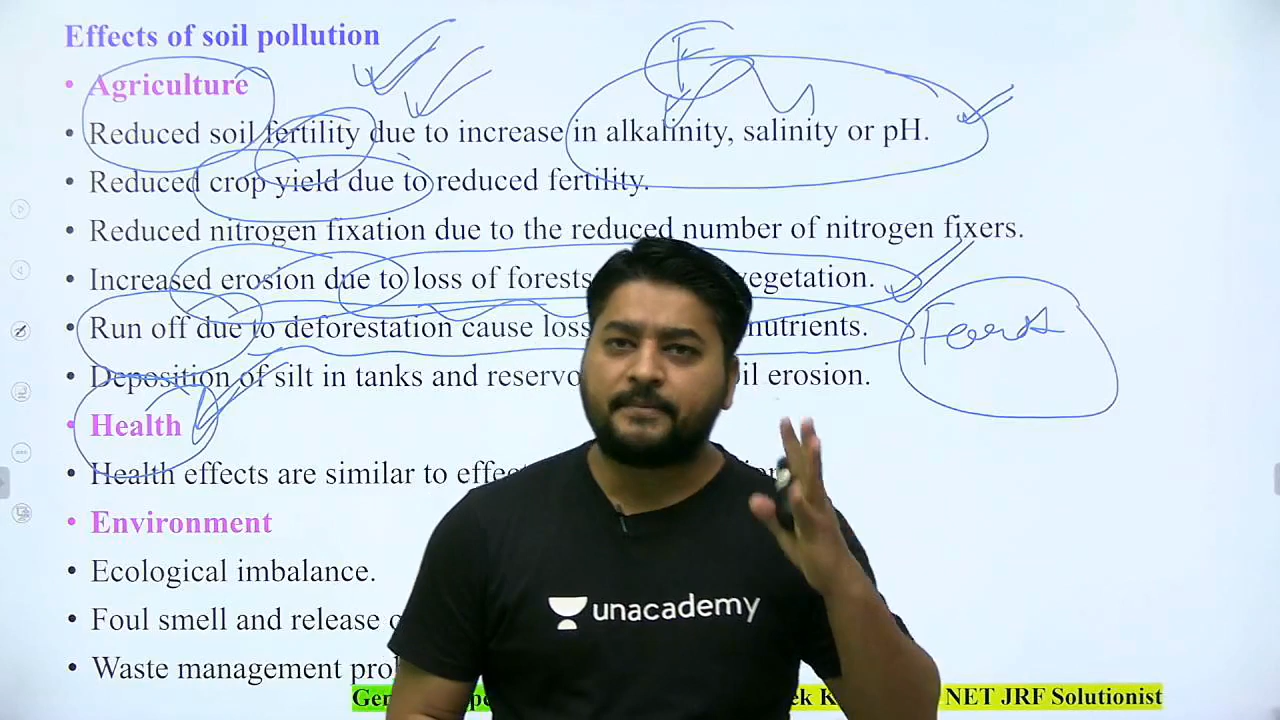 Effects of soil pollution
• Agriculture
• Reduced soil fertility due to increase in alkalinity, salinity or pH.
• Reduced crop yield due to reduced fertility.
• Reduced nitrogen fixation due to the reduced number of nitrogen fixers.
• Increased erosion due to loss of forests vegetation.
• Run off due to deforestation cause loss nutrients.
• Deposition of silt in tanks and reservo il erosion.
• Health
• Health effects are similar to effec
• Environment
• Ecological imbalance.
• Foul smell and release
• Waste management pro
unacademy
Gen K NET JRF Solutionist